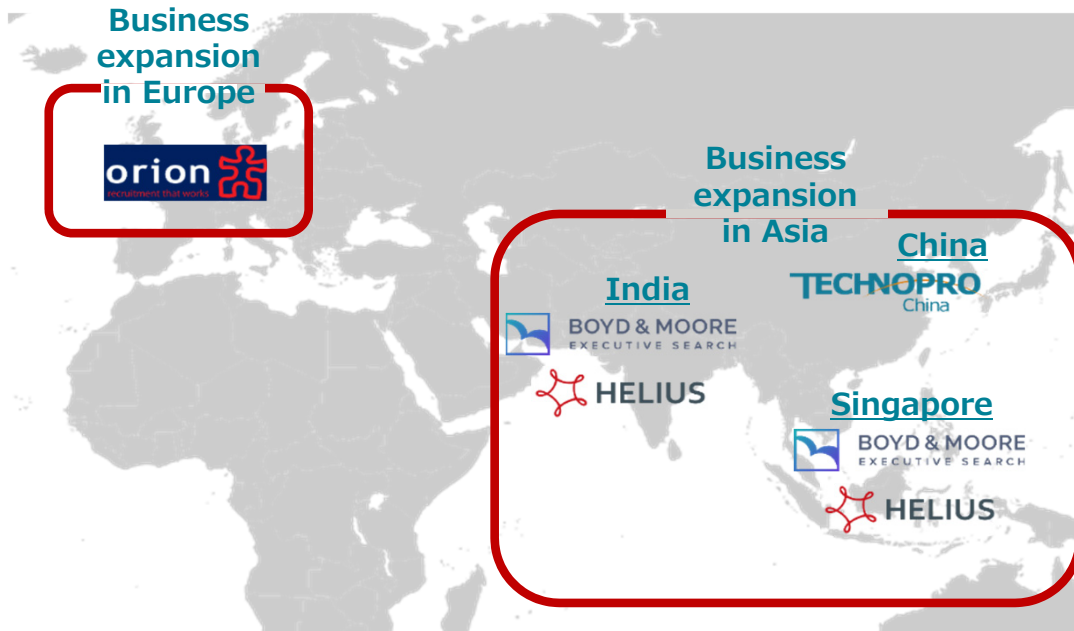 Business
expansion
in Europe
orion
recruitment that works
Business
expansion
in Asia
China
TECHNOPRO
China
India
BOYD & MOORE
EXECUTIVE SEARCH
HELIUS
Singapore
BOYD & MOORE
EXECUTIVE SEARCH
HELIUS